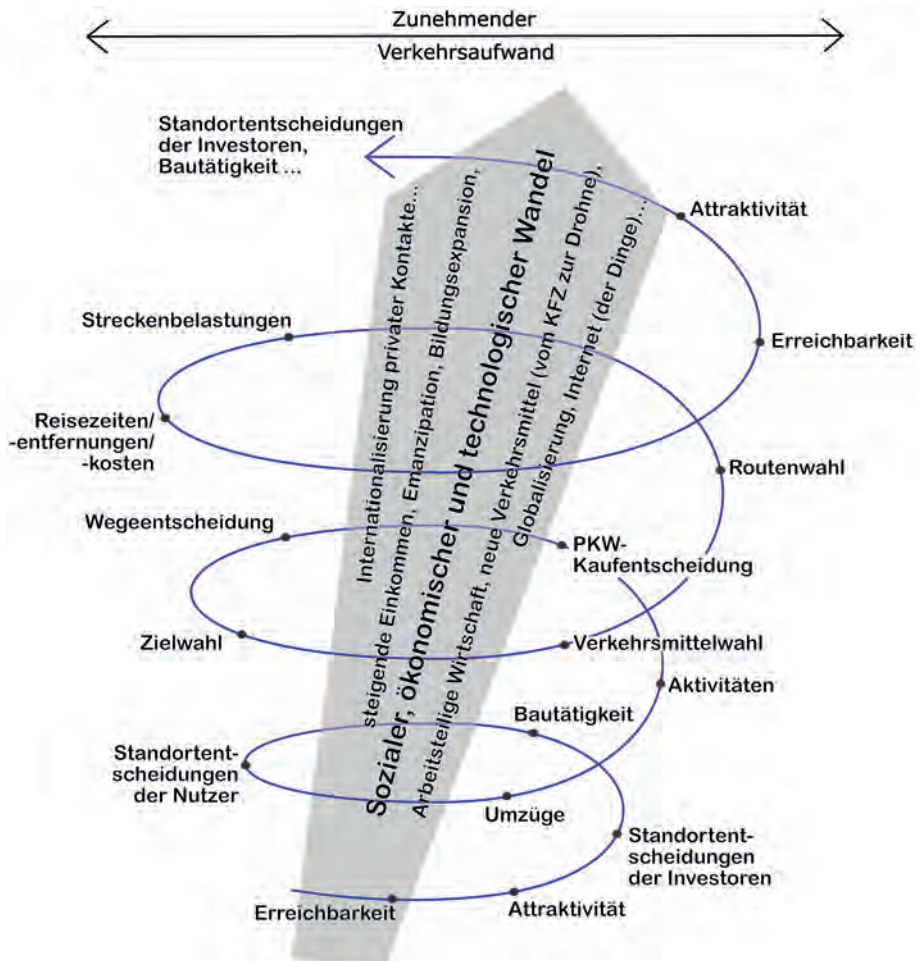 Zunehmender
Verkehrsaufwand
Standortentscheidungen
der Investoren,
Bautätigkeit ...
Attraktivität
Streckenbelastungen
Erreichbarkeit
Reisezeiten/
-entfernungen/
-kosten
Routenwahl
Wegeentscheidung
PKW-
Kaufentscheidung
Zielwahl
Verkehrsmittelwahl
Aktivitäten
Bautätigkeit
Standortent-
scheidungen
der Nutzer
Umzüge
Standortent-
scheidungen
der Investoren
Erreichbarkeit
Attraktivität
Internationalisierung privater Kontakte...
steigende Einkommen, Emanzipation, Bildungsexpansion,
Sozialer, ökonomischer und technologischer Wandel
Arbeitsteilige Wirtschaft, neue Verkehrsmittel (vom KFZ zur Drohne),
Globalisierung, Internet (der Dinge)...